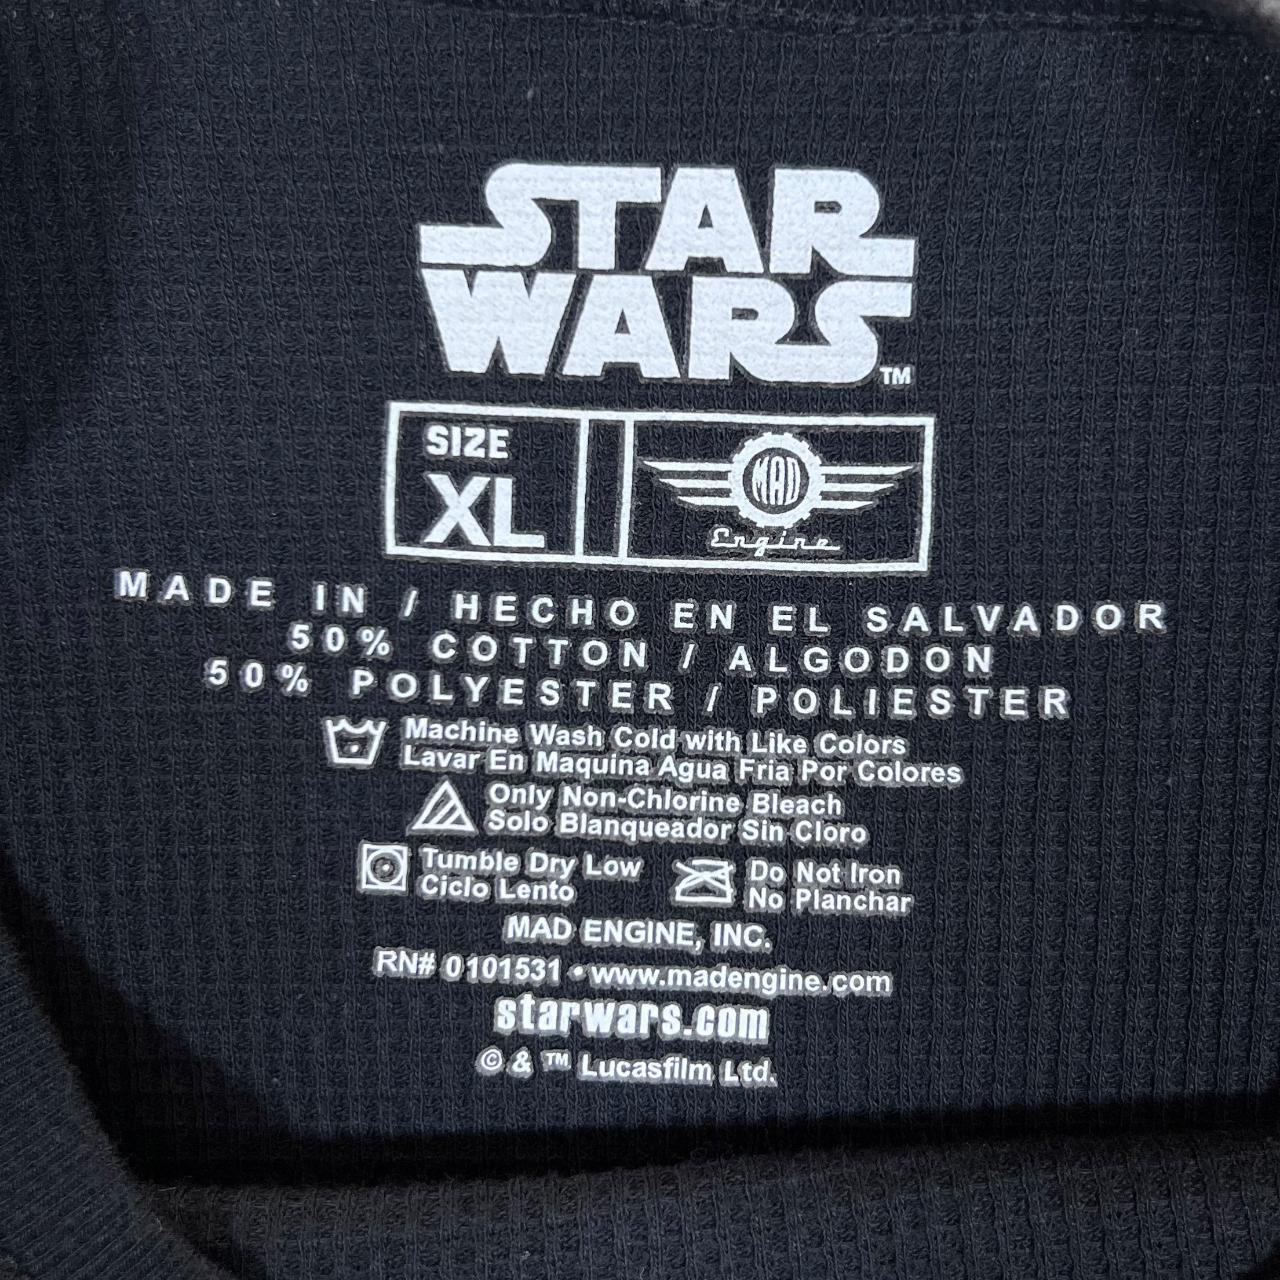 STAR
WARS™
SIZE
XL
MAD
Engine
MADE IN / HECHO EN EL SALVADOR
50% COTTON / ALGODON
50% POLYESTER / POLIESTER
Machine Wash Cold with Like Colors
Lavar En Maquina Agua Fria Por Colores
Only Non-Chlorine Bleach
Solo Blanqueador Sin Cloro
Tumble Dry Low
Ciclo Lento
Do Not Iron
No Planchar
MAD ENGINE, INC.
RN# 0101531 • www.madengine.com
starwars.com
© & ™ Lucasfilm Ltd.